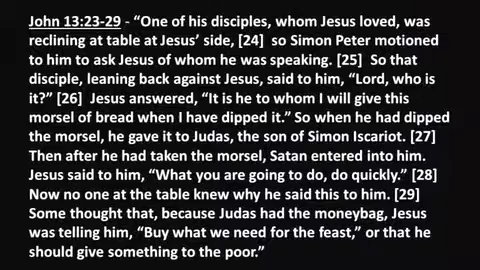 John 13:23-29 - “One of his disciples, whom Jesus loved, was
reclining at table at Jesus’ side, [24]  so Simon Peter motioned
to him to ask Jesus of whom he was speaking. [25]  So that
disciple, leaning back against Jesus, said to him, “Lord, who is
it?” [26]  Jesus answered, “It is he to whom I will give this
morsel of bread when I have dipped it.” So when he had dipped
the morsel, he gave it to Judas, the son of Simon Iscariot. [27]
Then after he had taken the morsel, Satan entered into him.
Jesus said to him, “What you are going to do, do quickly.” [28]
Now no one at the table knew why he said this to him. [29]
Some thought that, because Judas had the moneybag, Jesus
was telling him, “Buy what we need for the feast,” or that he
should give something to the poor.”